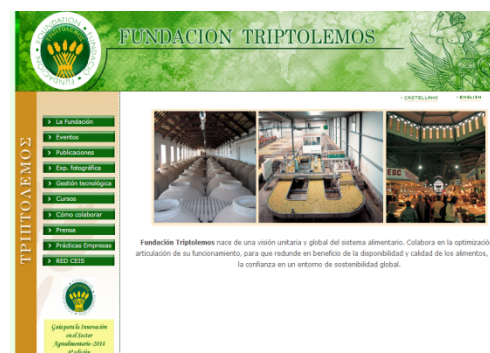 FUNDACION TRIPTOLEMOS
CASTELLANO
ENGLISH
ΤΡΙΠΤΟΛΕΜΟΣ
La Fundación
Eventos
Publicaciones
Exp. fotográfica
Gestión tecnológica
Cursos
Cómo colaborar
Prensa
Prácticas Empresas
RED CEIS
Fundación Triptolemos nace de una visión unitaria y global del sistema alimentario. Colabora en la optimizació
articulación de su funcionamiento, para que redunde en beneficio de la disponibilidad y calidad de los alimentos,
la confianza en un entorno de sostenibilidad global.
Guía para la Innovación
en el Sector
Agroalimentario-2014
4ª edición